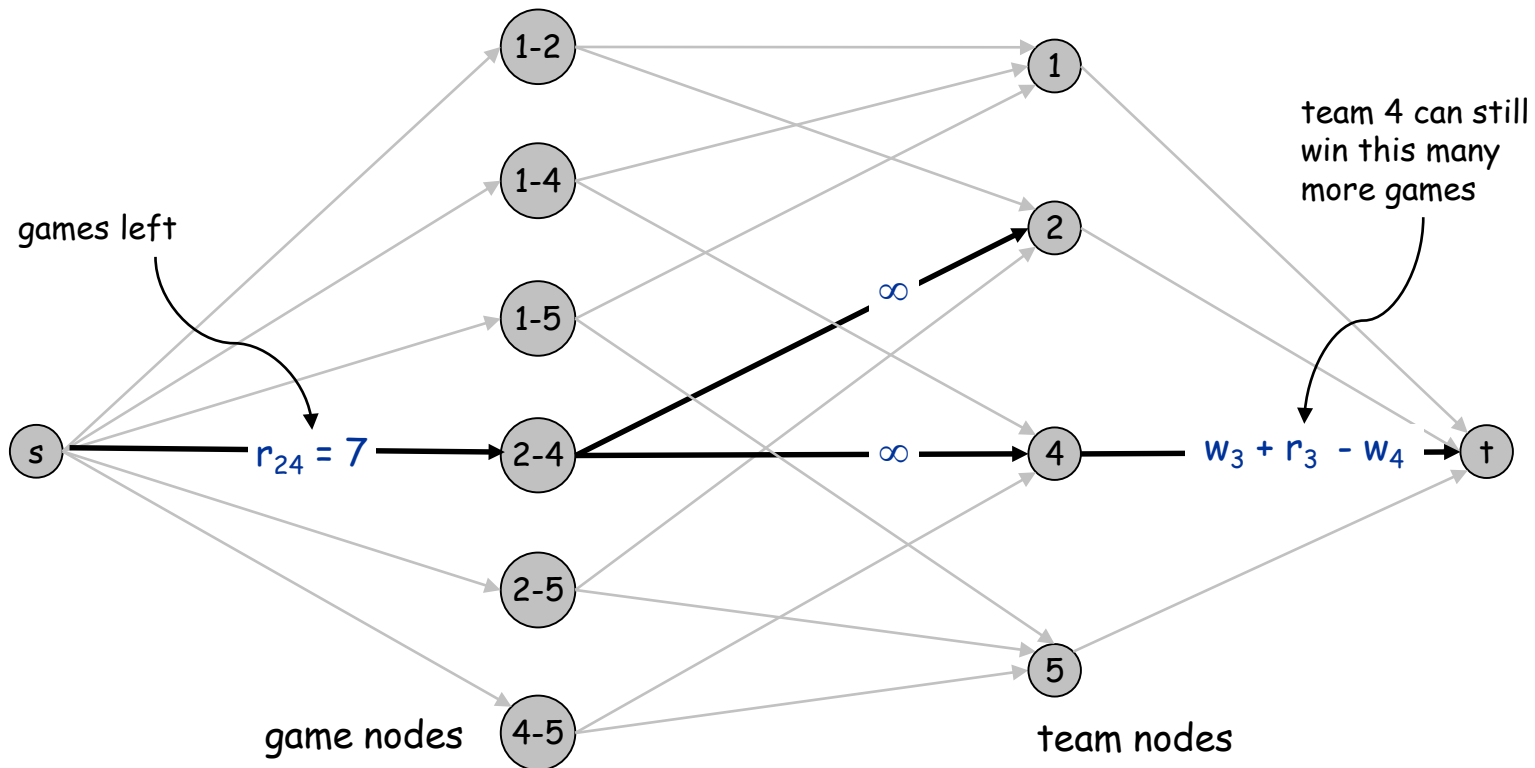 1-2
1
team 4 can still
win this many
more games
1-4
games left
2
∞
1-5
s
r24 = 7
2-4
∞
4
w3 + r3 - w4
t
2-5
5
game nodes
4-5
team nodes